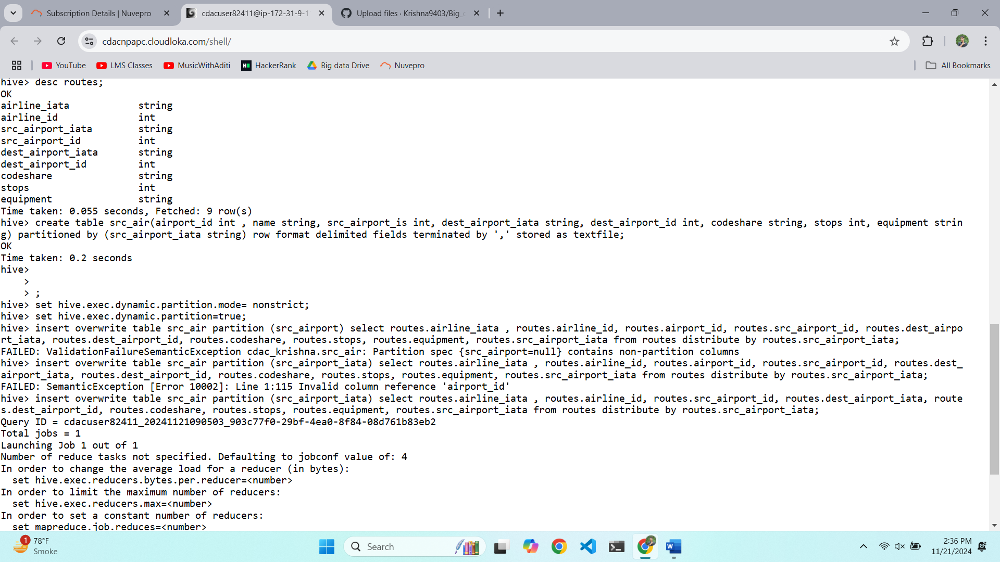 Subscription Details | Nuvepro
cdacuser82411@ip-172-31-9-1
Upload files · Krishna9403/Big_
cdacnpapc.cloudloka.com/shell/
YouTube
LMS Classes
MusicWithAditi
HackerRank
Big data Drive
Nuvepro
All Bookmarks
hive> desc routes;
OK
airline_iata string
airline_id int
src_airport_iata string
src_airport_id int
dest_airport_iata string
dest_airport_id int
codeshare string
stops int
equipment string
Time taken: 0.055 seconds, Fetched: 9 row(s)
hive> create table src_air(airport_id int , name string, src_airport_is int, dest_airport_iata string, dest_airport_id int, codeshare string, stops int, equipment strin
g) partitioned by (src_airport_iata string) row format delimited fields terminated by ',' stored as textfile;
OK
Time taken: 0.2 seconds
hive>
>
> ;
hive> set hive.exec.dynamic.partition.mode= nonstrict;
hive> set hive.exec.dynamic.partition=true;
hive> insert overwrite table src_air partition (src_airport) select routes.airline_iata , routes.airline_id, routes.airport_id, routes.src_airport_id, routes.dest_airpo
rt_iata, routes.dest_airport_id, routes.codeshare, routes.stops, routes.equipment, routes.src_airport_iata from routes distribute by routes.src_airport_iata;
FAILED: ValidationFailureSemanticException cdac_krishna.src_air: Partition spec {src_airport=null} contains non-partition columns
hive> insert overwrite table src_air partition (src_airport_iata) select routes.airline_iata , routes.airline_id, routes.airport_id, routes.src_airport_id, routes.dest_
airport_iata, routes.dest_airport_id, routes.codeshare, routes.stops, routes.equipment, routes.src_airport_iata from routes distribute by routes.src_airport_iata;
FAILED: SemanticException [Error 10002]: Line 1:115 Invalid column reference 'airport_id'
hive> insert overwrite table src_air partition (src_airport_iata) select routes.airline_iata , routes.airline_id, routes.src_airport_id, routes.dest_airport_iata, route
s.dest_airport_id, routes.codeshare, routes.stops, routes.equipment, routes.src_airport_iata from routes distribute by routes.src_airport_iata;
Query ID = cdacuser82411_20241121090503_903c77f0-29bf-4ea0-8f84-08d761b83eb2
Total jobs = 1
Launching Job 1 out of 1
Number of reduce tasks not specified. Defaulting to jobconf value of: 4
In order to change the average load for a reducer (in bytes):
set hive.exec.reducers.bytes.per.reducer=<number>
In order to limit the maximum number of reducers:
set hive.exec.reducers.max=<number>
In order to set a constant number of reducers:
set mapreduce.job.reduces=<number>
1
78°F
Smoke
Search
2:36 PM
11/21/2024